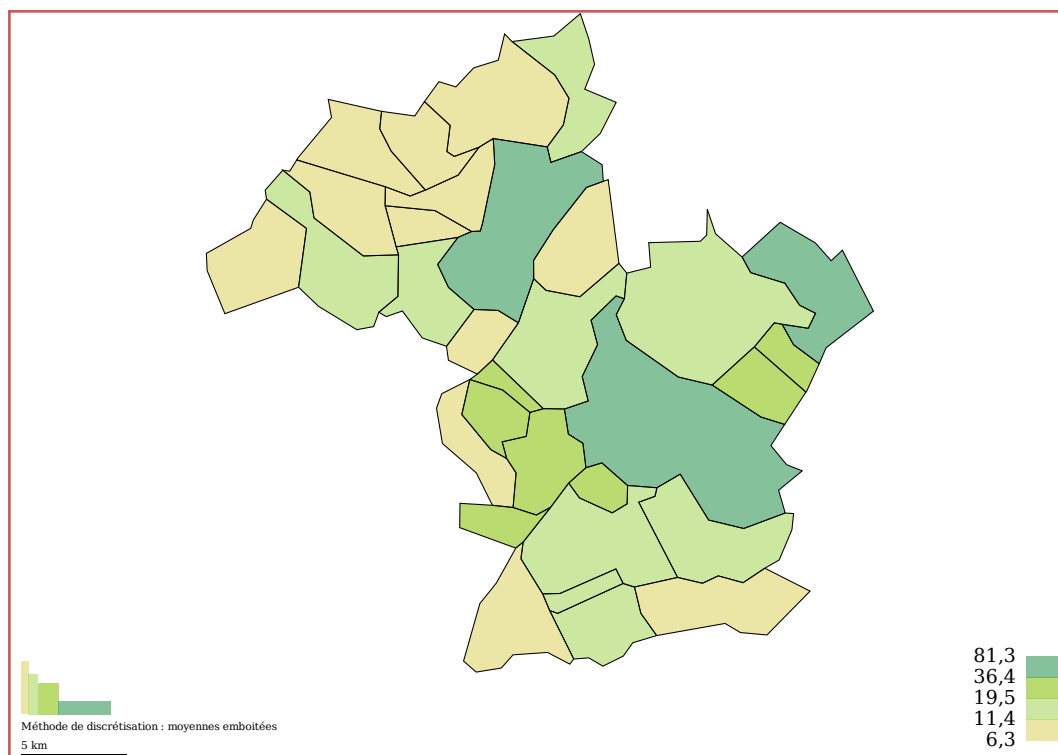 81,3
36,4
19,5
11,4
6,3
Méthode de discrétisation : moyennes emboitées
5 km